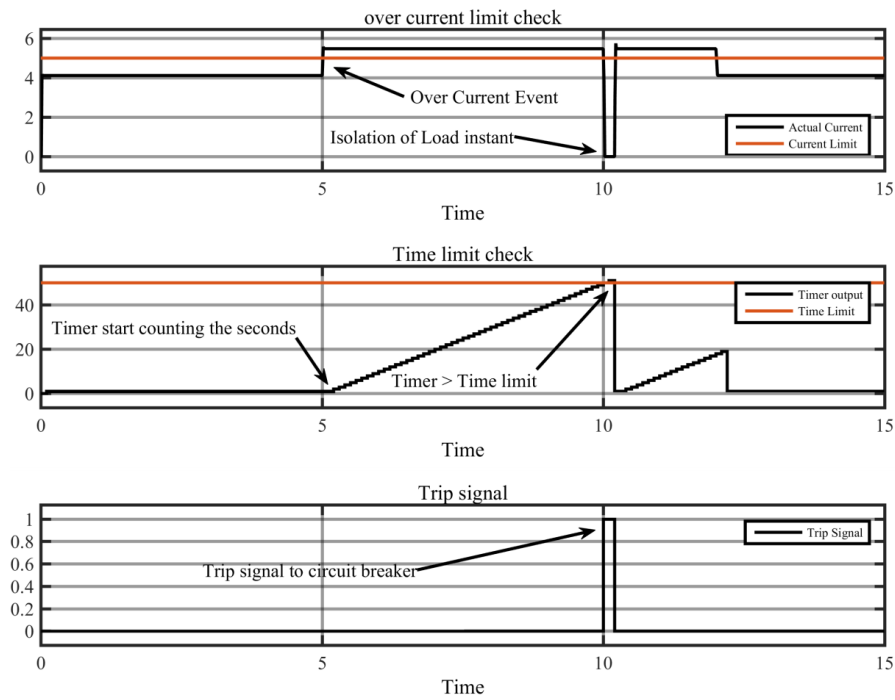 over current limit check
6
4
Over Current Event
2
Isolation of Load instant
Actual Current
Current Limit
0
0 5 10 15
Time
Time limit check
40
Timer output
Time Limit
Timer start counting the seconds
20
Timer > Time limit
0
0 5 10 15
Time
Trip signal
1
Trip Signal
0.8
0.6
Trip signal to circuit breaker
0.4
0.2
0
0 5 10 15
Time